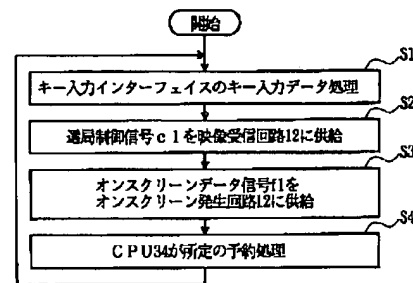 開始
S1
キー入力インターフェイスのキー入力データ処理
S2
選局制御信号c1を映像受信回路12に供給
S3
オンスクリーンデータ信号f1を
オンスクリーン発生回路12に供給
S4
CPU34が所定の予約処理